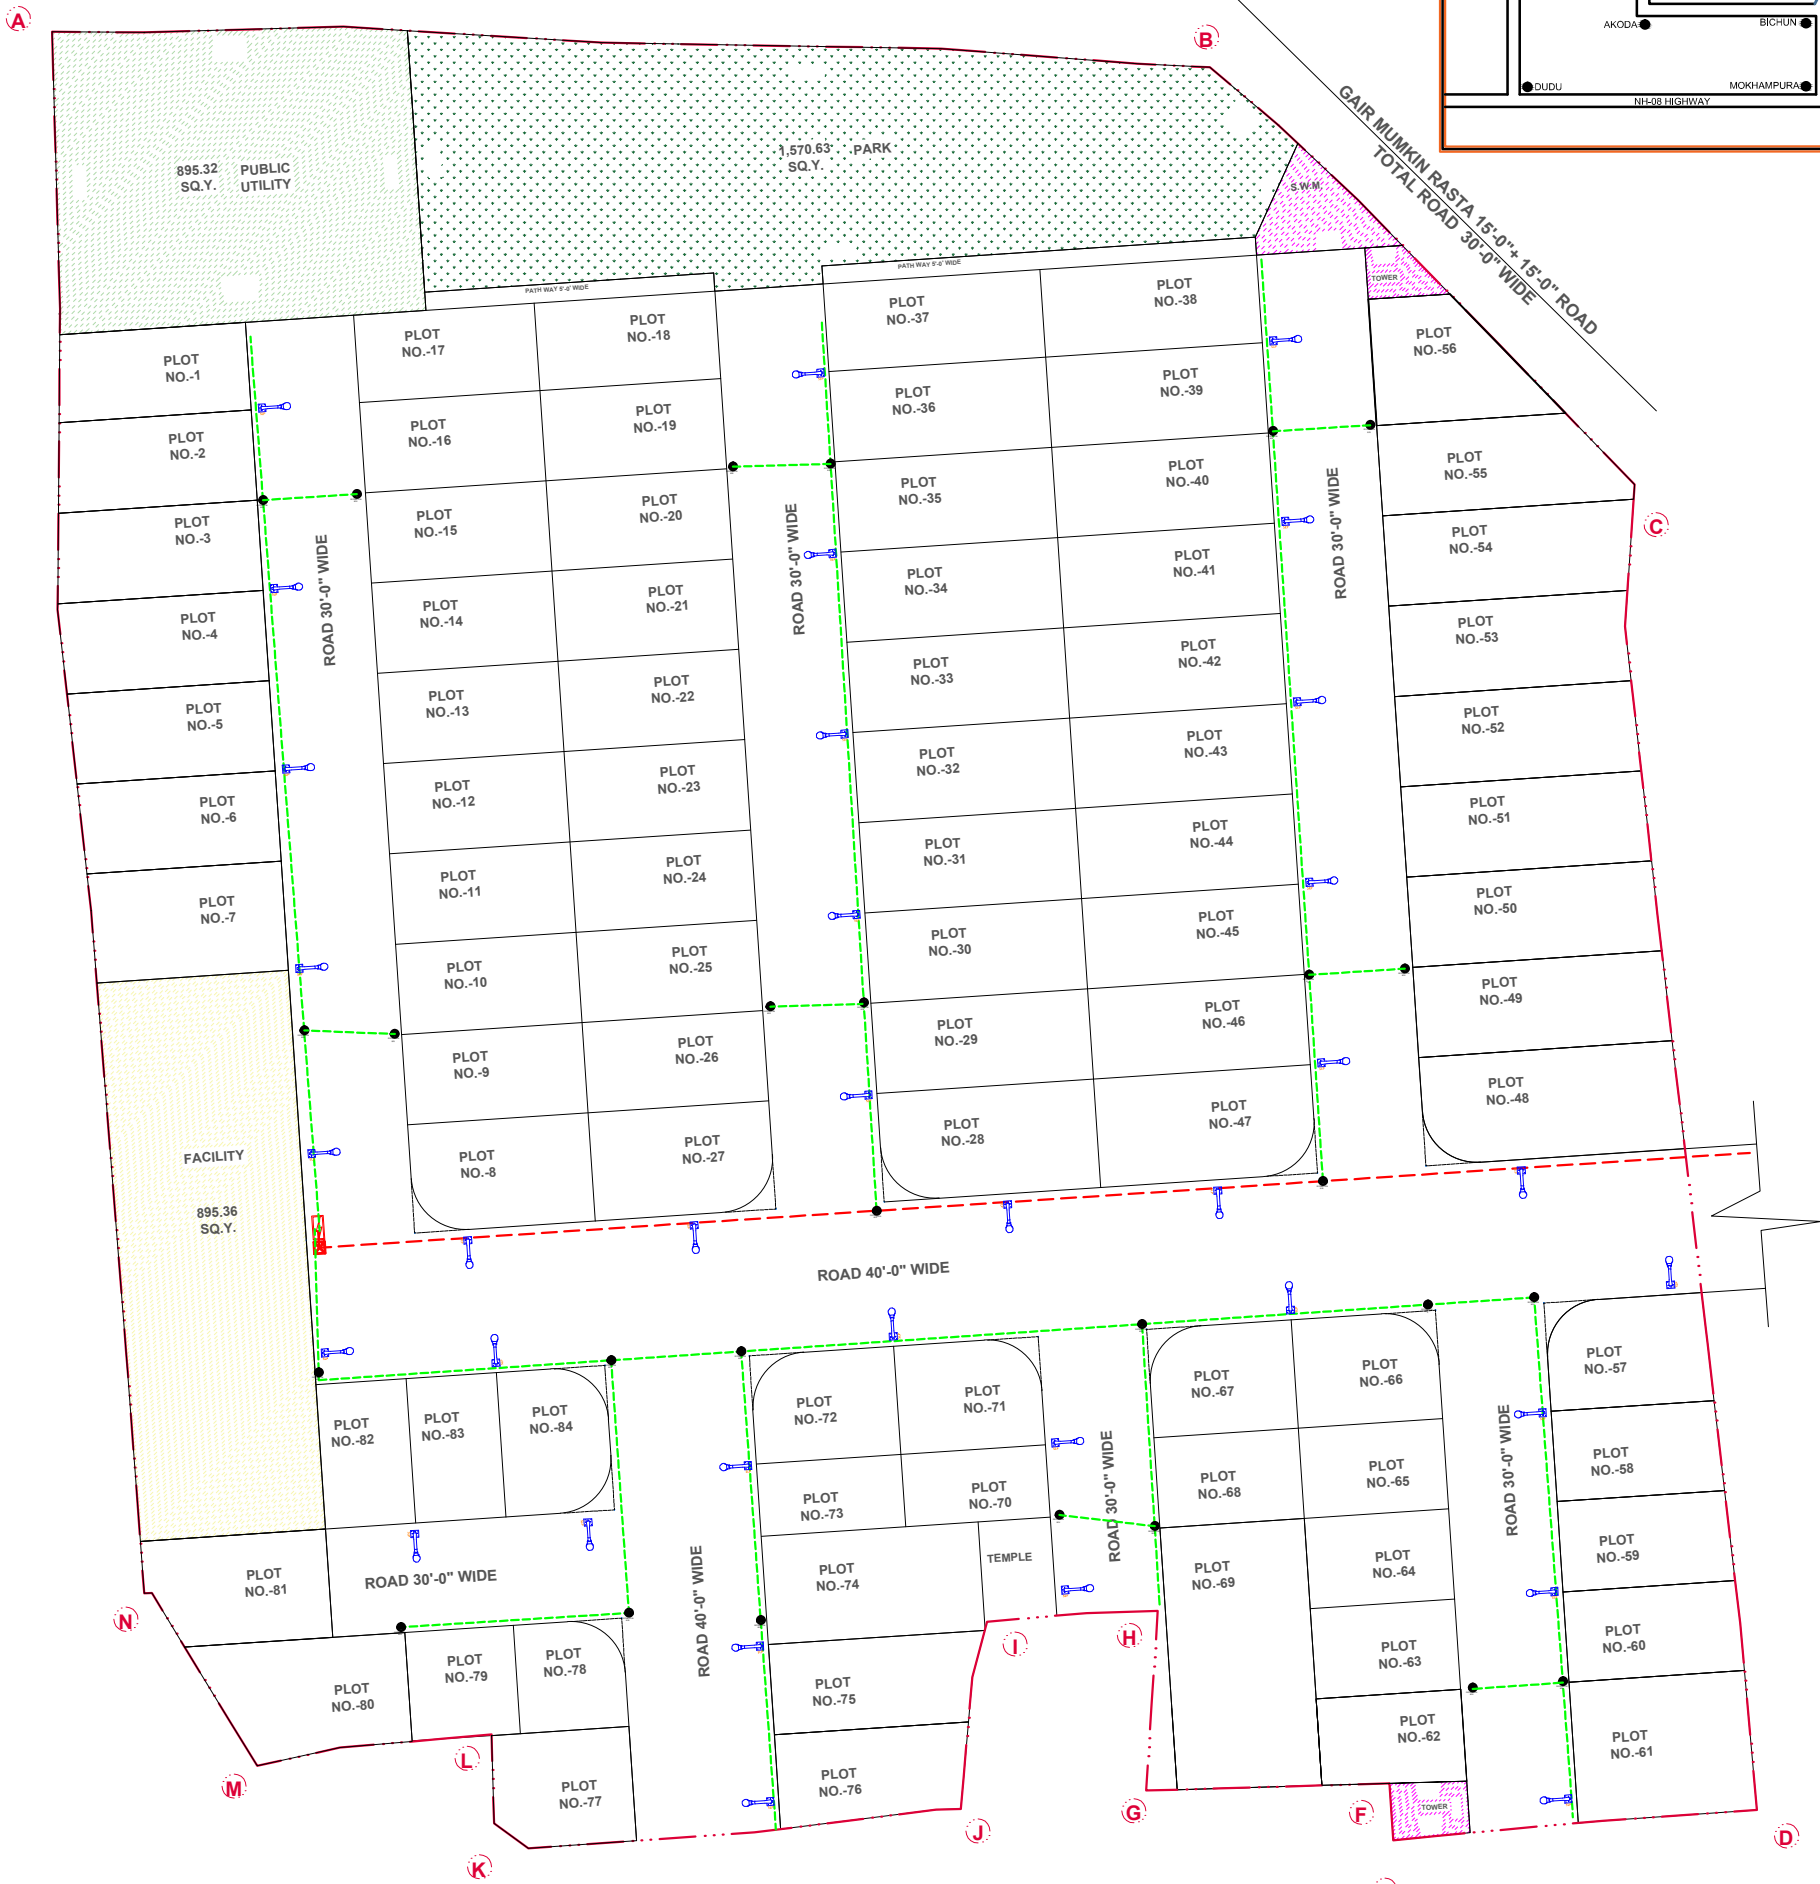 A
B
AKODA
BICHUN
DUDU
MOKHAMPURA
NH-08 HIGHWAY
GAIR MUMKIN RASTA 15'-0"+ 15'-0" ROAD
TOTAL ROAD 30'-0" WIDE
895.32 PUBLIC
SQ.Y. UTILITY
1,570.63 PARK
SQ.Y.
S.W.M.
TOWER
PATH WAY 5'-0" WIDE
PATH WAY 5'-0" WIDE
PLOT
NO.-1
PLOT
NO.-2
PLOT
NO.-3
PLOT
NO.-4
PLOT
NO.-5
PLOT
NO.-6
PLOT
NO.-7
FACILITY
895.36
SQ.Y.
ROAD 30'-0" WIDE
PLOT
NO.-17
PLOT
NO.-16
PLOT
NO.-15
PLOT
NO.-14
PLOT
NO.-13
PLOT
NO.-12
PLOT
NO.-11
PLOT
NO.-10
PLOT
NO.-9
PLOT
NO.-8
PLOT
NO.-18
PLOT
NO.-19
PLOT
NO.-20
PLOT
NO.-21
PLOT
NO.-22
PLOT
NO.-23
PLOT
NO.-24
PLOT
NO.-25
PLOT
NO.-26
PLOT
NO.-27
ROAD 30'-0" WIDE
PLOT
NO.-37
PLOT
NO.-36
PLOT
NO.-35
PLOT
NO.-34
PLOT
NO.-33
PLOT
NO.-32
PLOT
NO.-31
PLOT
NO.-30
PLOT
NO.-29
PLOT
NO.-28
PLOT
NO.-38
PLOT
NO.-39
PLOT
NO.-40
PLOT
NO.-41
PLOT
NO.-42
PLOT
NO.-43
PLOT
NO.-44
PLOT
NO.-45
PLOT
NO.-46
PLOT
NO.-47
ROAD 30'-0" WIDE
PLOT
NO.-56
PLOT
NO.-55
PLOT
NO.-54
PLOT
NO.-53
PLOT
NO.-52
PLOT
NO.-51
PLOT
NO.-50
PLOT
NO.-49
PLOT
NO.-48
C
ROAD 40'-0" WIDE
PLOT
NO.-82
PLOT
NO.-83
PLOT
NO.-84
PLOT
NO.-81
ROAD 30'-0" WIDE
PLOT
NO.-80
PLOT
NO.-79
PLOT
NO.-78
PLOT
NO.-77
N
M
L
K
ROAD 40'-0" WIDE
PLOT
NO.-72
PLOT
NO.-71
PLOT
NO.-73
PLOT
NO.-70
PLOT
NO.-74
TEMPLE
PLOT
NO.-75
PLOT
NO.-76
I
J
H
G
ROAD 30'-0" WIDE
PLOT
NO.-67
PLOT
NO.-66
PLOT
NO.-68
PLOT
NO.-65
PLOT
NO.-69
PLOT
NO.-64
PLOT
NO.-63
PLOT
NO.-62
F
TOWER
ROAD 30'-0" WIDE
PLOT
NO.-57
PLOT
NO.-58
PLOT
NO.-59
PLOT
NO.-60
PLOT
NO.-61
D